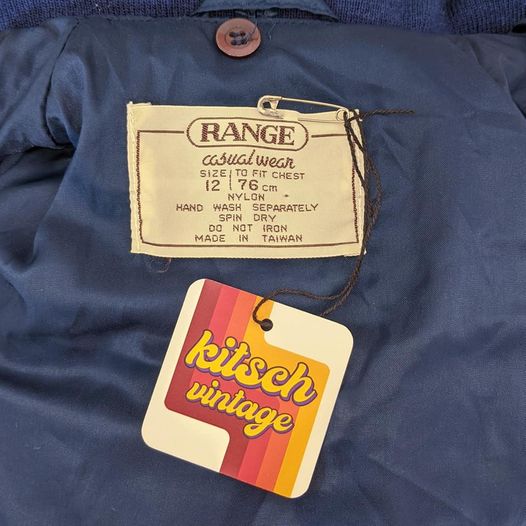 RANGE
casual wear
SIZE TO FIT CHEST
12 76 cm
NYLON
HAND WASH SEPARATELY
SPIN DRY
DO NOT IRON
MADE IN TAIWAN
kitsch
vintage